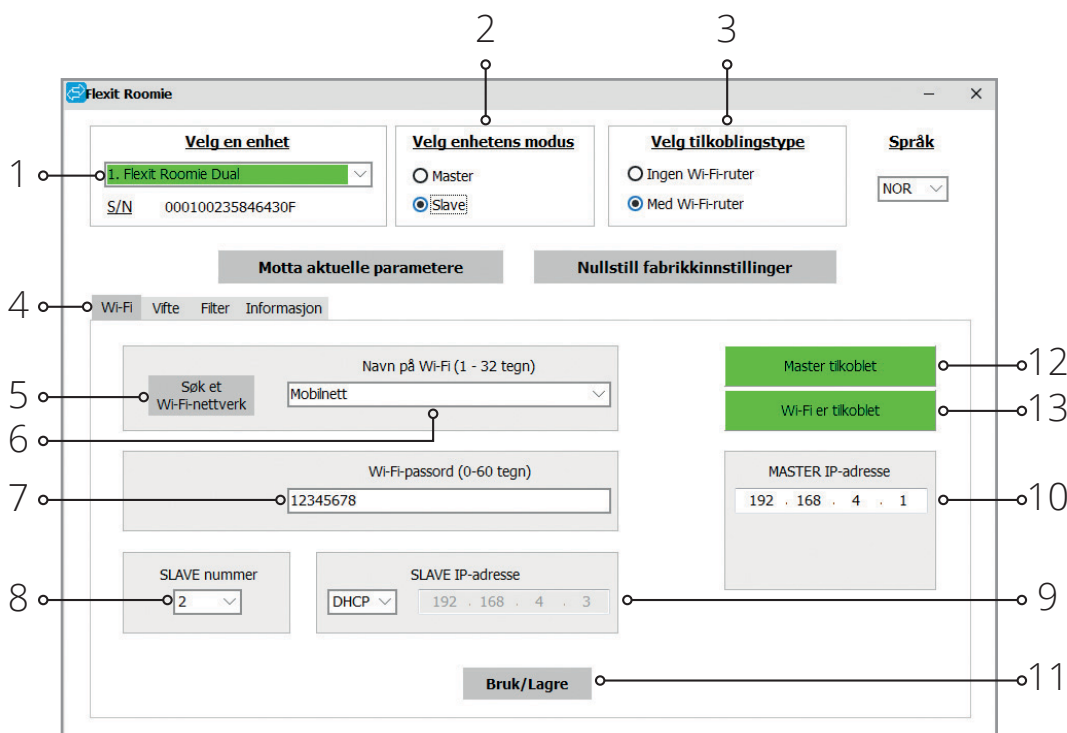 2
3
Flexit Roomie
Velg en enhet
Velg enhetens modus
Velg tilkoblingstype
Språk
1
1. Flexit Roomie Dual
Master
Ingen Wi-Fi-ruter
NOR
S/N 000100235846430F
Slave
Med Wi-Fi-ruter
Motta aktuelle parametere
Nullstill fabrikkinnstillinger
4
Wi-Fi Vifte Filter Informasjon
Navn på Wi-Fi (1 - 32 tegn)
Master tilkoblet
12
5
Søk et
Wi-Fi-nettverk
Mobilnett
Wi-Fi er tilkoblet
13
6
Wi-Fi-passord (0-60 tegn)
MASTER IP-adresse
7
12345678
192 . 168 . 4 . 1
10
SLAVE nummer
SLAVE IP-adresse
8
2
DHCP
192 . 168 . 4 . 3
9
Bruk/Lagre
11